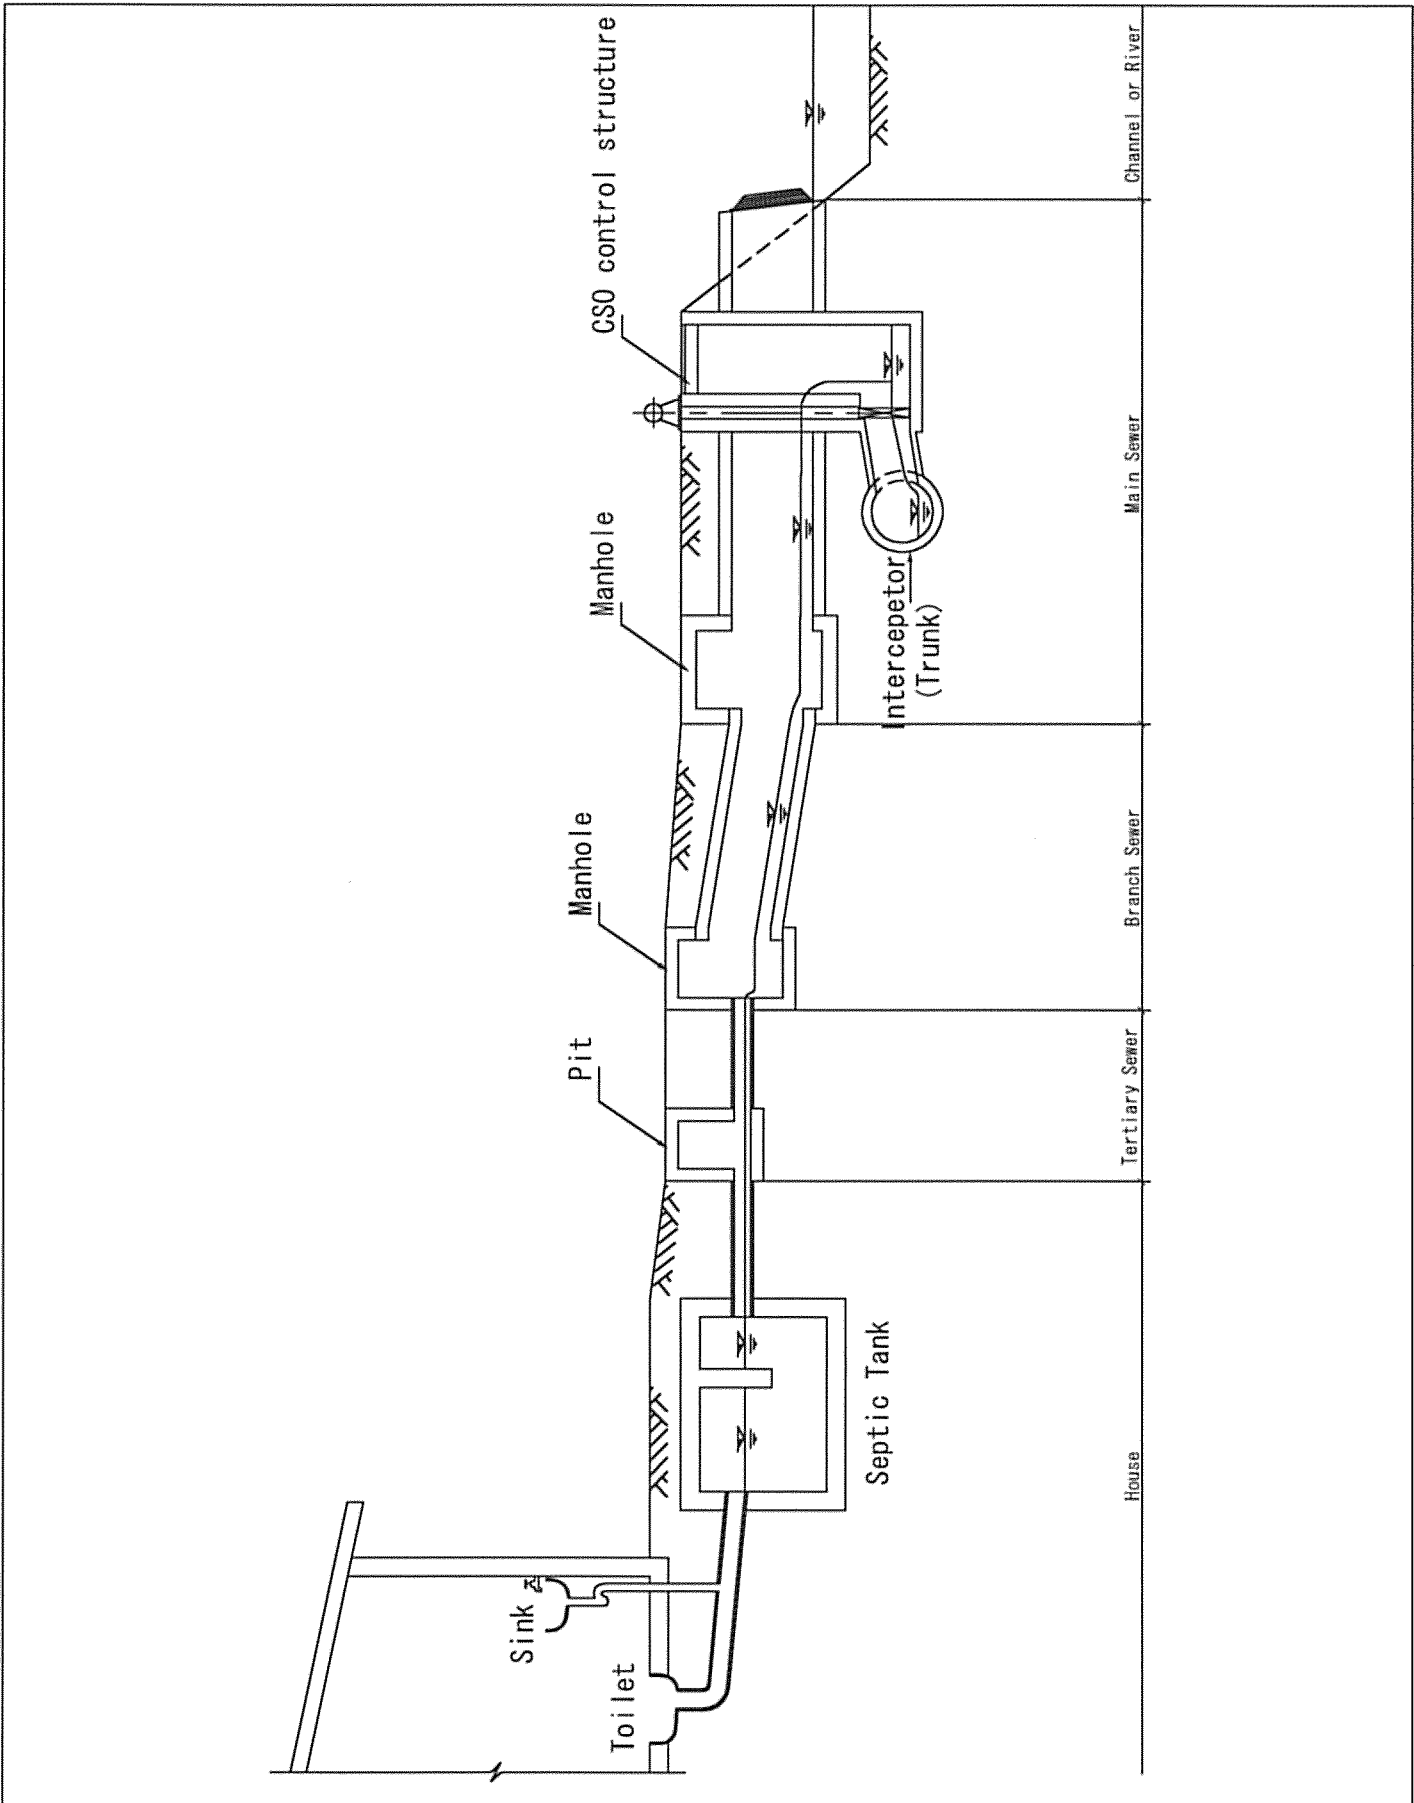 Toilet
Sink
Septic Tank
Pit
Manhole
Manhole
Intercepetor
(Trunk)
CSO control structure
House
Tertiary Sewer
Branch Sewer
Main Sewer
Channel or River